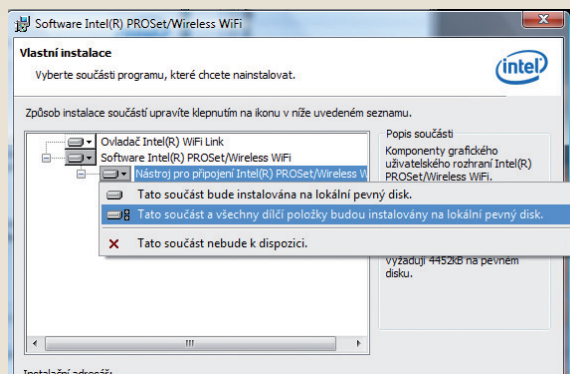 Software Intel(R) PROSet/Wireless WiFi
Vlastní instalace
Vyberte součásti programu, které chcete nainstalovat.
intel
Způsob instalace součástí upravíte klepnutím na ikonu v níže uvedeném seznamu.
Ovladač Intel(R) WiFi Link
Software Intel(R) PROSet/Wireless WiFi
Nástroj pro připojení Intel(R) PROSet/Wireless W
Tato součást bude instalována na lokální pevný disk.
Tato součást a všechny dílčí položky budou instalovány na lokální pevný disk.
Tato součást nebude k dispozici.
Popis součásti
Komponenty grafického
uživatelského rozhraní Intel(R)
PROSet/Wireless WiFi.
vyžadují 4452kB na pevném
disku.
Instalační adresář: